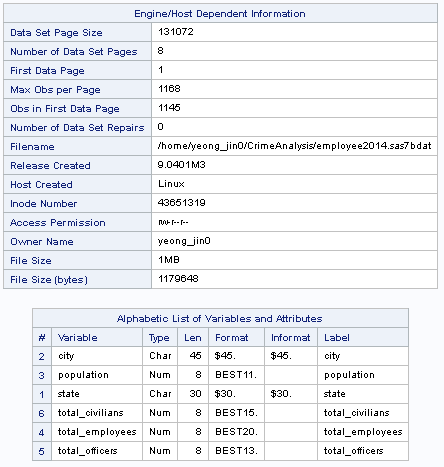 Engine/Host Dependent Information
Data Set Page Size 131072
Number of Data Set Pages 8
First Data Page 1
Max Obs per Page 1168
Obs in First Data Page 1145
Number of Data Set Repairs 0
Filename /home/yeong_jin0/CrimeAnalysis/employee2014.sas7bdat
Release Created 9.0401M3
Host Created Linux
Inode Number 43651319
Access Permission rw-r--r--
Owner Name yeong_jin0
File Size 1MB
File Size (bytes) 1179648
Alphabetic List of Variables and Attributes
# Variable Type Len Format Informat Label
2 city Char 45 $45. $45. city
3 population Num 8 BEST11. population
1 state Char 30 $30. $30. state
6 total_civilians Num 8 BEST15. total_civilians
4 total_employees Num 8 BEST20. total_employees
5 total_officers Num 8 BEST13. total_officers